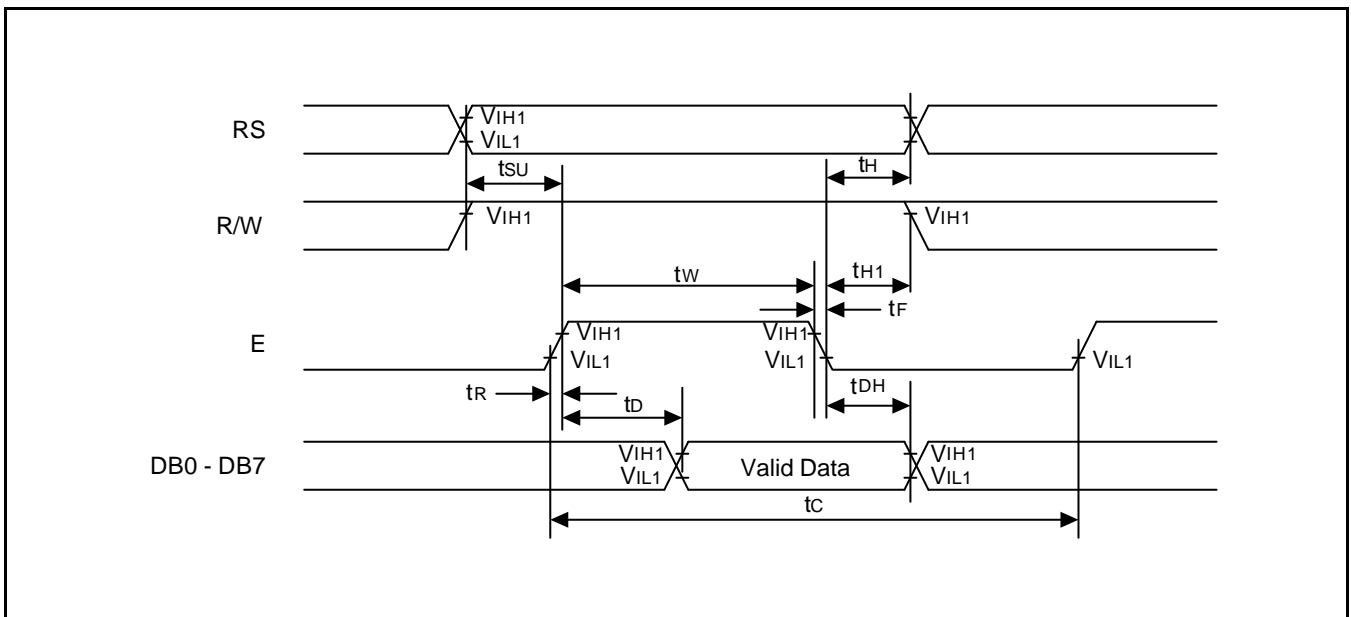 RS
VIH1
VIL1
tSU
tH
R/W
VIH1
VIH1
tW
tH1
tF
E
VIH1
VIH1
VIL1
VIL1
VIL1
tR
tD
tDH
DB0 - DB7
VIH1
VIL1
Valid Data
VIH1
VIL1
tC